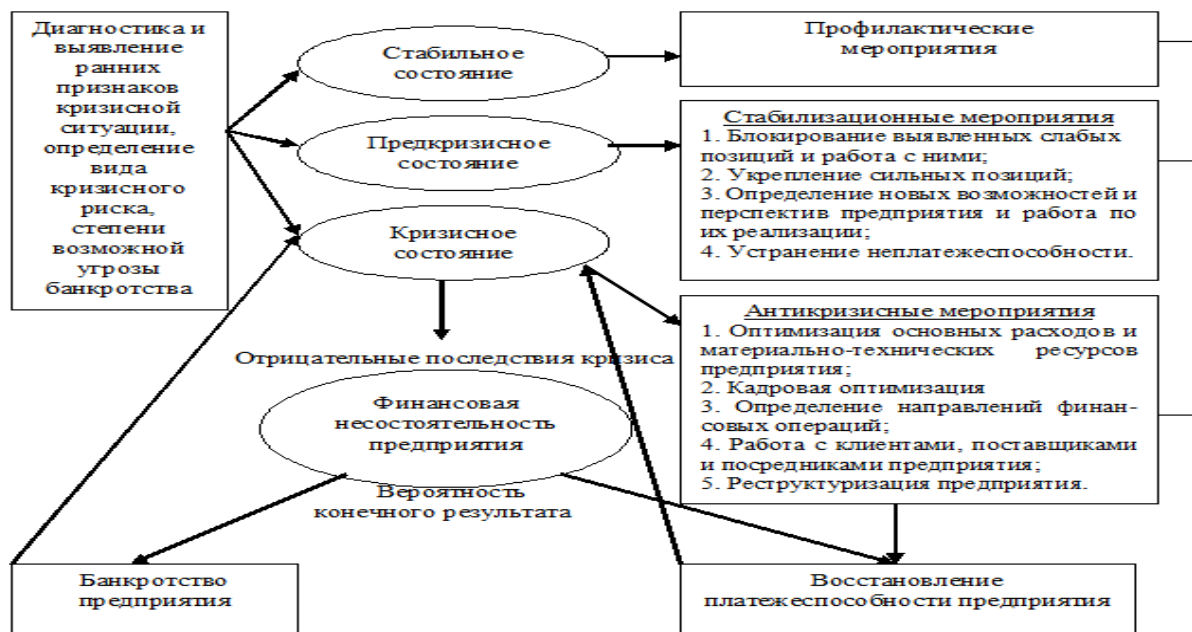 Диагностика и
выявление
ранних
признаков
кризисной
ситуации,
определение
вида
кризисного
риска,
степени
возможной
угрозы
банкротства
Стабильное
состояние
Предкризисное
состояние
Кризисное
состояние
Профилактические
мероприятия
Стабилизационные мероприятия
1. Блокирование выявленных слабых
позиций и работа с ними;
2. Укрепление сильных позиций;
3. Определение новых возможностей и
перспектив предприятия и работа по
их реализации;
4. Устранение неплатежеспособности.
Антикризисные мероприятия
1. Оптимизация основных расходов и
материально-технических ресурсов
предприятия;
2. Кадровая оптимизация
3. Определение направлений финан-
совых операций;
4. Работа с клиентами, поставщиками
и посредниками предприятия;
5. Реструктуризация предприятия.
Отрицательные последствия кризиса
Финансовая
несостоятельность
предприятия
Вероятность
конечного результата
Банкротство
предприятия
Восстановление
платежеспособности предприятия